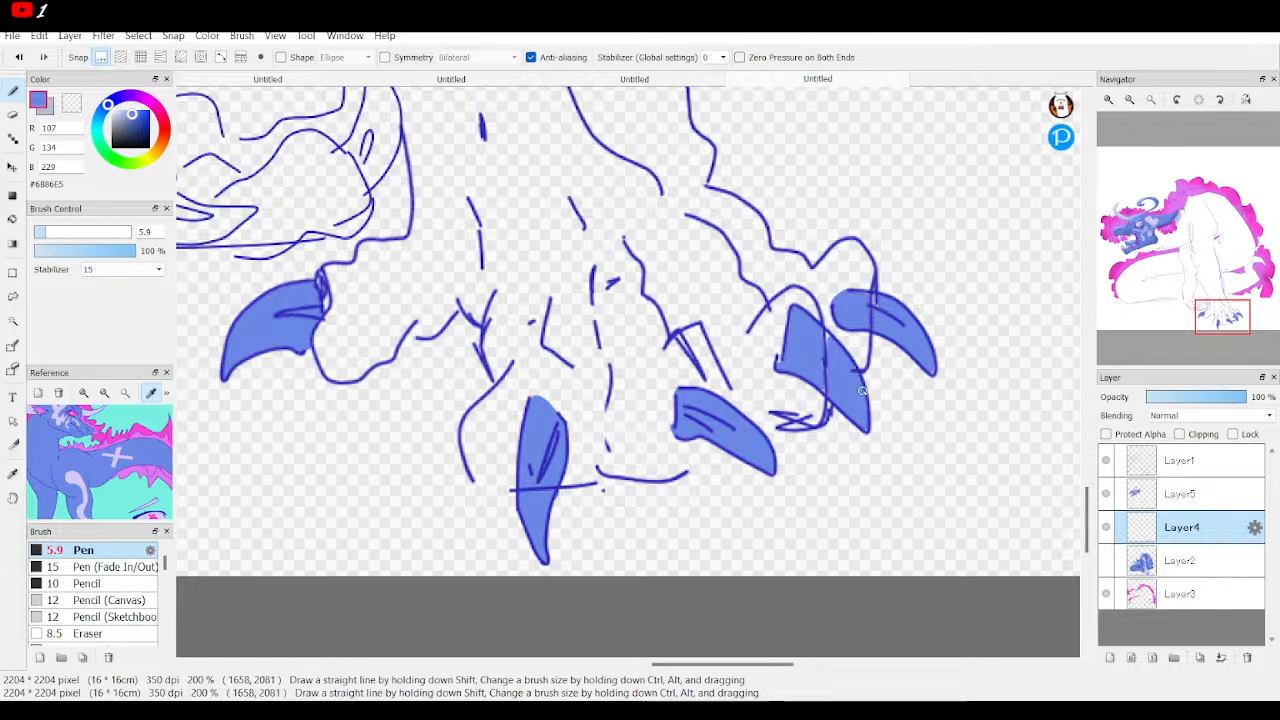 1
File Edit Layer Filter Select Snap Color Brush View Tool Window Help
Snap Shape Ellipse Symmetry Bilateral Anti-aliasing Stabilizer (Global settings) 0 Zero Pressure on Both Ends
Color
Untitled Untitled Untitled Untitled
Navigator
R 107
G 134
B 229
#6B86E5
Brush Control
5.9
100 %
Stabilizer 15
Reference
Layer
Opacity 100 %
Blending Normal
Protect Alpha Clipping Lock
Layer1
Layer5
Layer4
Layer2
Layer3
Brush
5.9 Pen
15 Pen (Fade In/Out)
10 Pencil
12 Pencil (Canvas)
12 Pencil (Sketchboo
8.5 Eraser
2204 * 2204 pixel (16 * 16cm) 350 dpi 200 % ( 1658, 2081 ) Draw a straight line by holding down Shift, Change a brush size by holding down Ctrl, Alt, and dragging
2204 * 2204 pixel (16 * 16cm) 350 dpi 200 % ( 1658, 2081 ) Draw a straight line by holding down Shift, Change a brush size by holding down Ctrl, Alt, and dragging